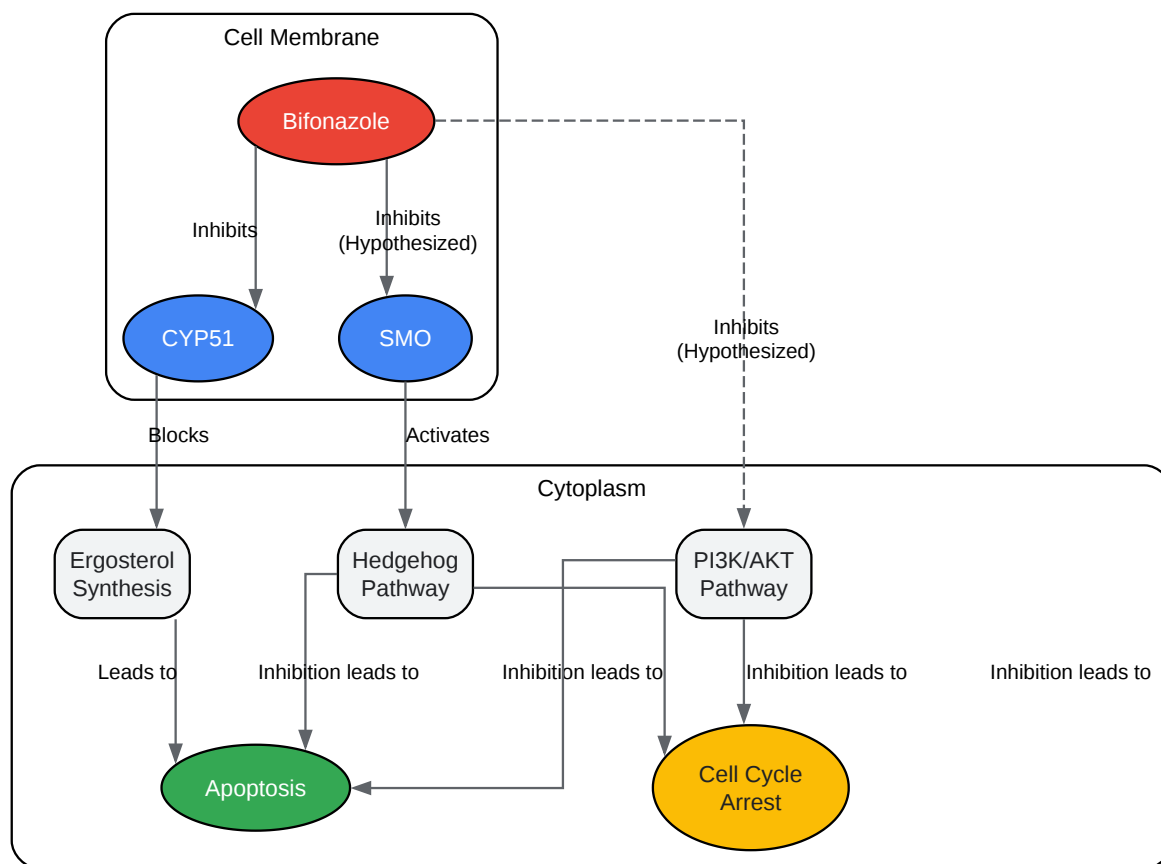 Cell Membrane
Bifonazole
Inhibits
Inhibits
(Hypothesized)
CYP51
SMO
Inhibits
(Hypothesized)
Blocks
Activates
Cytoplasm
Ergosterol
Synthesis
Hedgehog
Pathway
PI3K/AKT
Pathway
Leads to
Inhibition leads to
Inhibition leads to
Inhibition leads to
Inhibition leads to
Apoptosis
Cell Cycle
Arrest